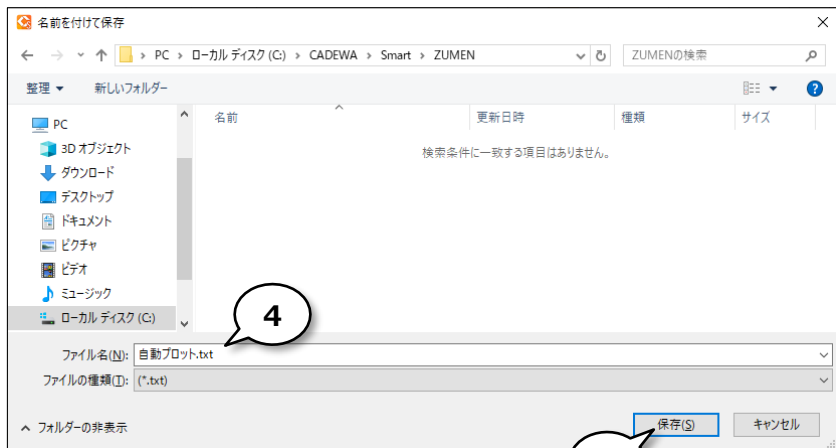 名前を付けて保存
PC > ローカル ディスク (C:) > CADEWA > Smart > ZUMEN
ZUMENの検索
整理
新しいフォルダー
名前
更新日時
種類
サイズ
検索条件に一致する項目はありません。
PC
3D オブジェクト
ダウンロード
デスクトップ
ドキュメント
ピクチャ
ビデオ
ミュージック
ローカル ディスク (C:)
4
ファイル名(N): 自動プロット.txt
ファイルの種類(T): (*.txt)
フォルダーの非表示
保存(S)
キャンセル